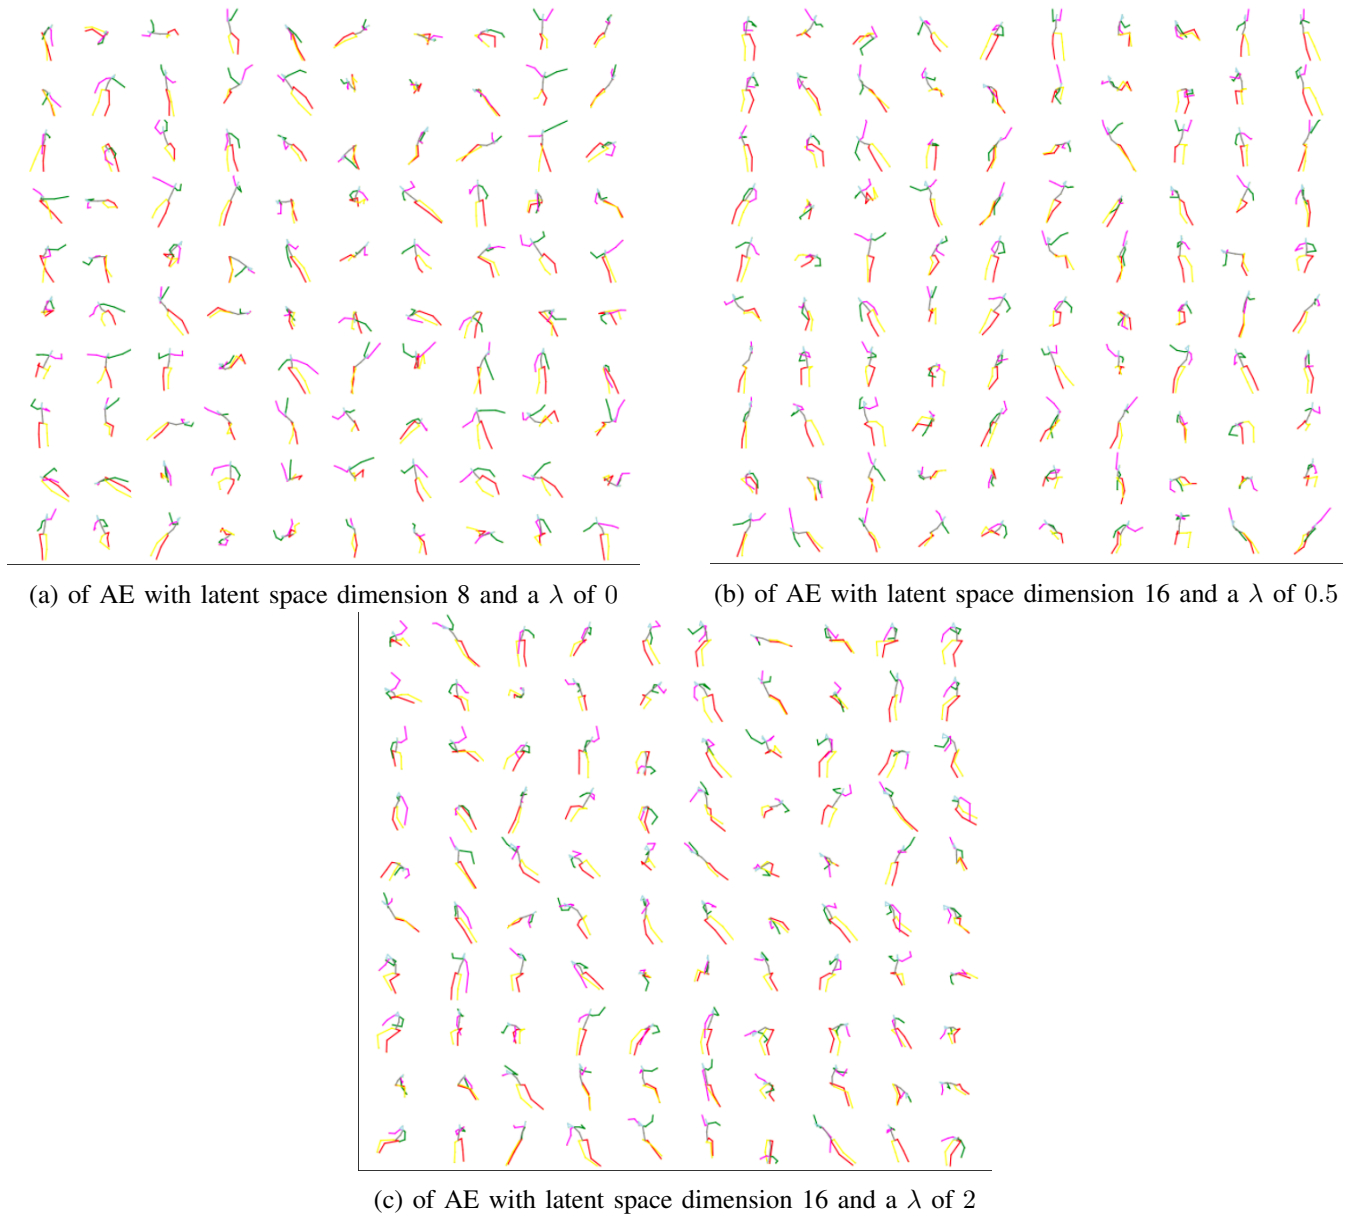 (a) of AE with latent space dimension 8 and a λ of 0
(b) of AE with latent space dimension 16 and a λ of 0.5
(c) of AE with latent space dimension 16 and a λ of 2